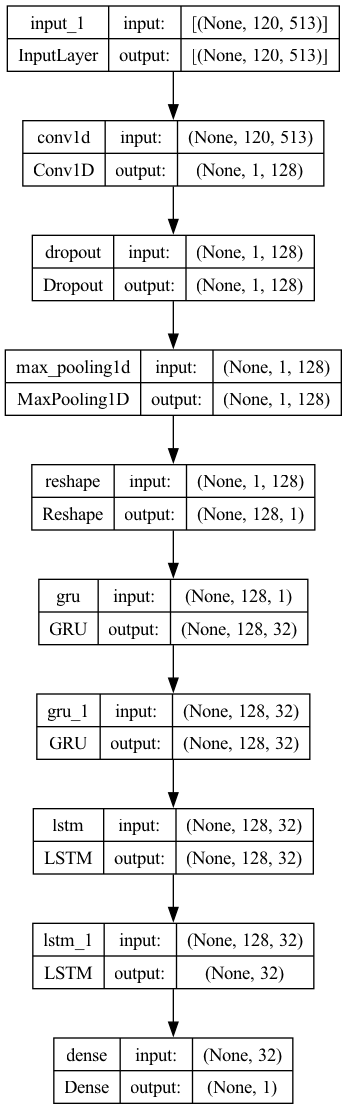 input_1 input: [(None, 120, 513)]
InputLayer output: [(None, 120, 513)]
conv1d input: (None, 120, 513)
Conv1D output: (None, 1, 128)
dropout input: (None, 1, 128)
Dropout output: (None, 1, 128)
max_pooling1d input: (None, 1, 128)
MaxPooling1D output: (None, 1, 128)
reshape input: (None, 1, 128)
Reshape output: (None, 128, 1)
gru input: (None, 128, 1)
GRU output: (None, 128, 32)
gru_1 input: (None, 128, 32)
GRU output: (None, 128, 32)
lstm input: (None, 128, 32)
LSTM output: (None, 128, 32)
lstm_1 input: (None, 128, 32)
LSTM output: (None, 32)
dense input: (None, 32)
Dense output: (None, 1)